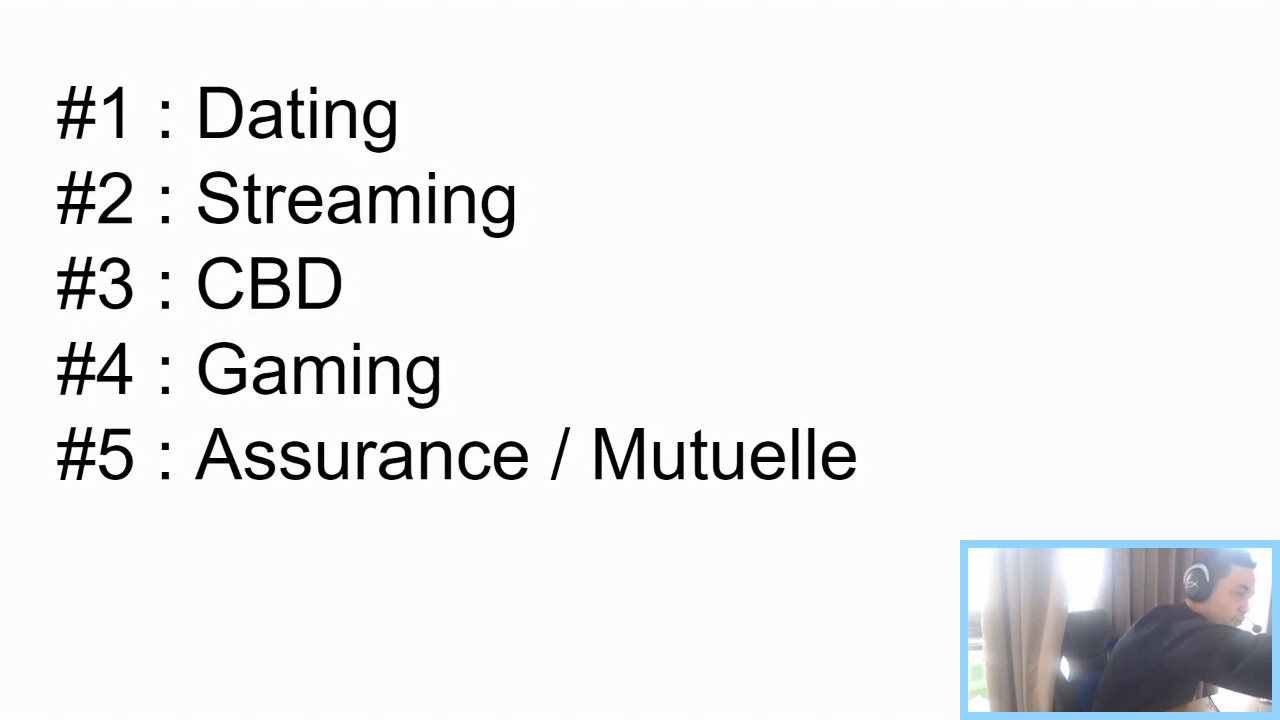 #1 : Dating
#2 : Streaming
#3 : CBD
#4 : Gaming
#5 : Assurance / Mutuelle